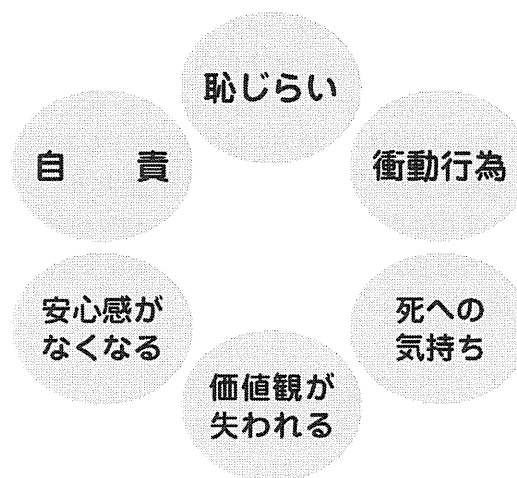 恥じらい
自　責
衝動行為
安心感が
なくなる
死への
気持ち
価値観が
失われる